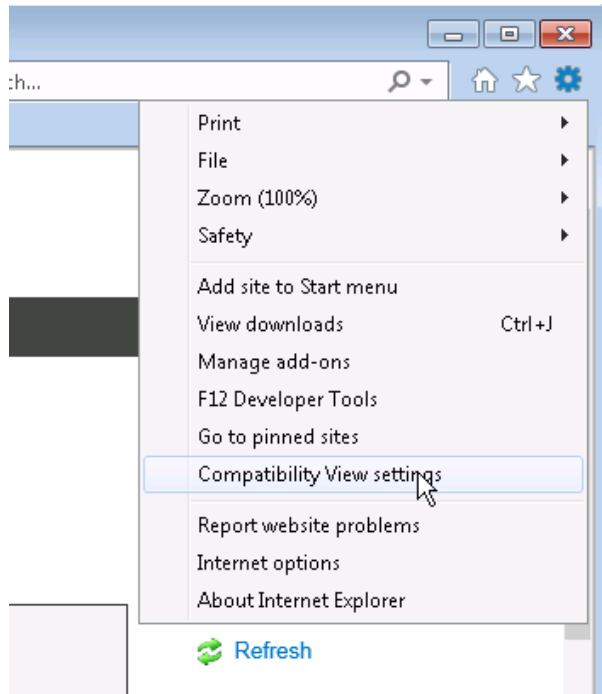 ch...
Print
File
Zoom (100%)
Safety
Add site to Start menu
View downloads Ctrl+J
Manage add-ons
F12 Developer Tools
Go to pinned sites
Compatibility View settings
Report website problems
Internet options
About Internet Explorer
Refresh